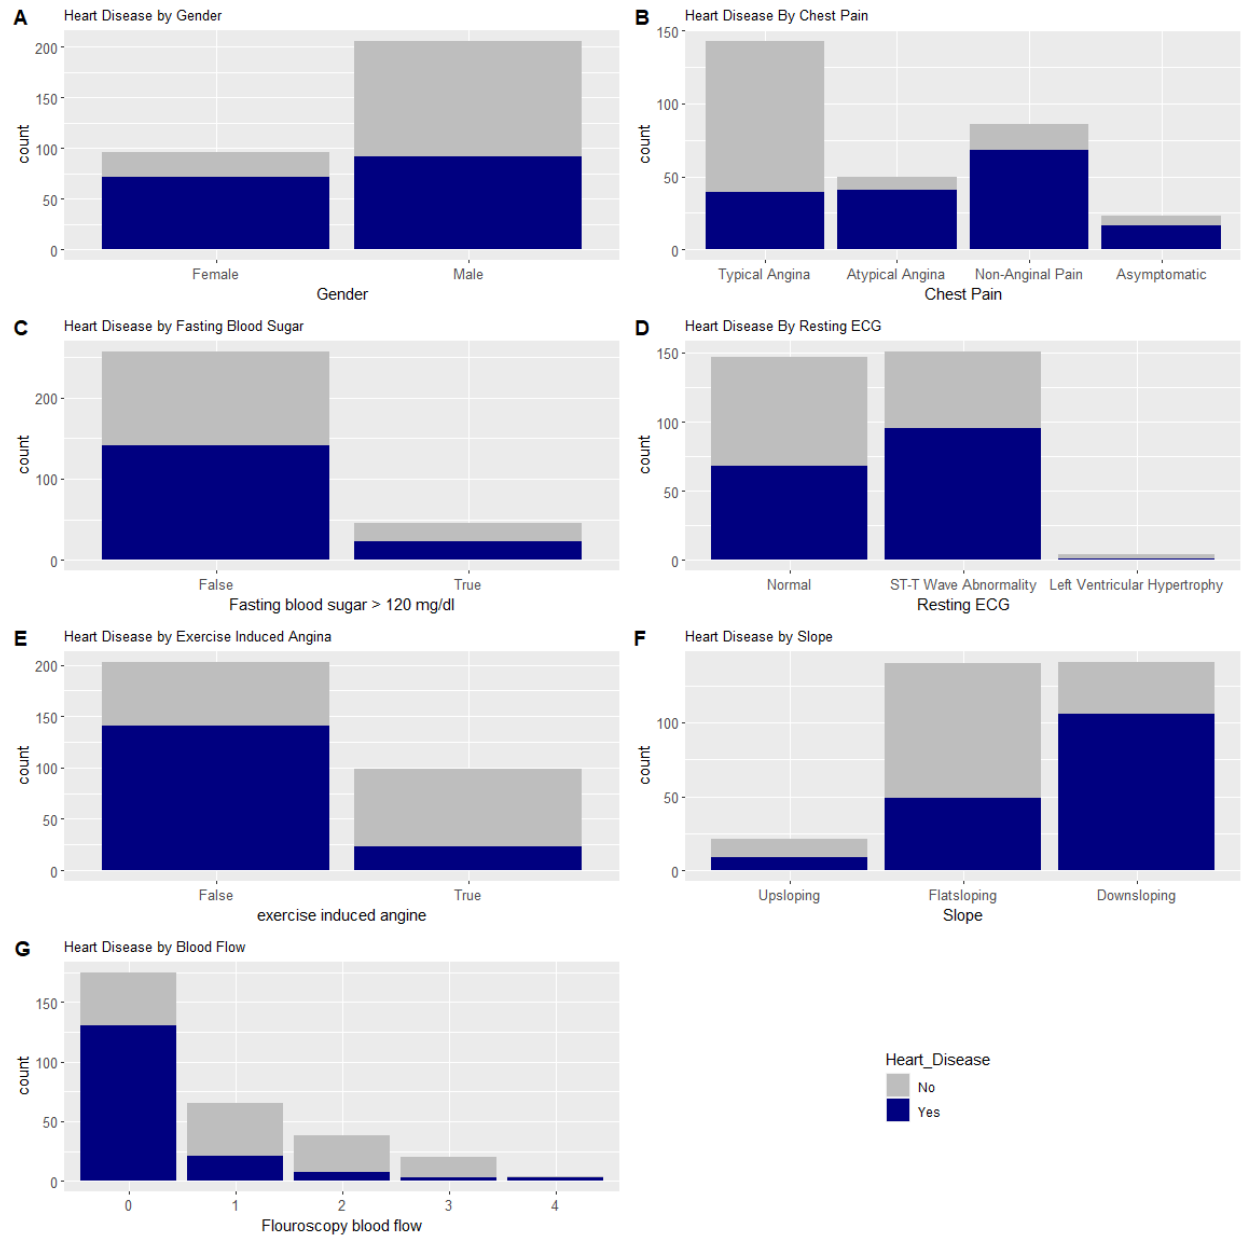 A Heart Disease by Gender
200
150
100
50
0
count
Female Male
Gender
B Heart Disease By Chest Pain
150
100
50
0
count
Typical Angina Atypical Angina Non-Anginal Pain Asymptomatic
Chest Pain
C Heart Disease by Fasting Blood Sugar
200
100
0
count
False True
Fasting blood sugar > 120 mg/dl
D Heart Disease By Resting ECG
150
100
50
0
count
Normal ST-T Wave Abnormality Left Ventricular Hypertrophy
Resting ECG
E Heart Disease by Exercise Induced Angina
200
150
100
50
0
count
False True
exercise induced angine
F Heart Disease by Slope
100
50
0
count
Upsloping Flatsloping Downsloping
Slope
G Heart Disease by Blood Flow
150
100
50
0
count
0 1 2 3 4
Flouroscopy blood flow
Heart_Disease
No
Yes